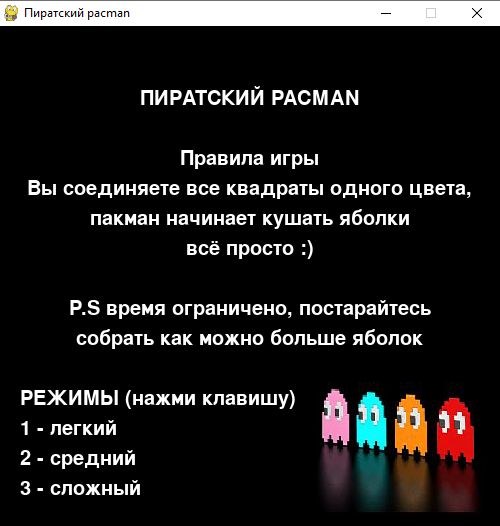 Пиратский pacman
ПИРАТСКИЙ PACMAN
Правила игры
Вы соединяете все квадраты одного цвета,
пакман начинает кушать яболки
всё просто :)
P.S время ограничено, постарайтесь
собрать как можно больше яболок
РЕЖИМЫ (нажми клавишу)
1 - легкий
2 - средний
3 - сложный